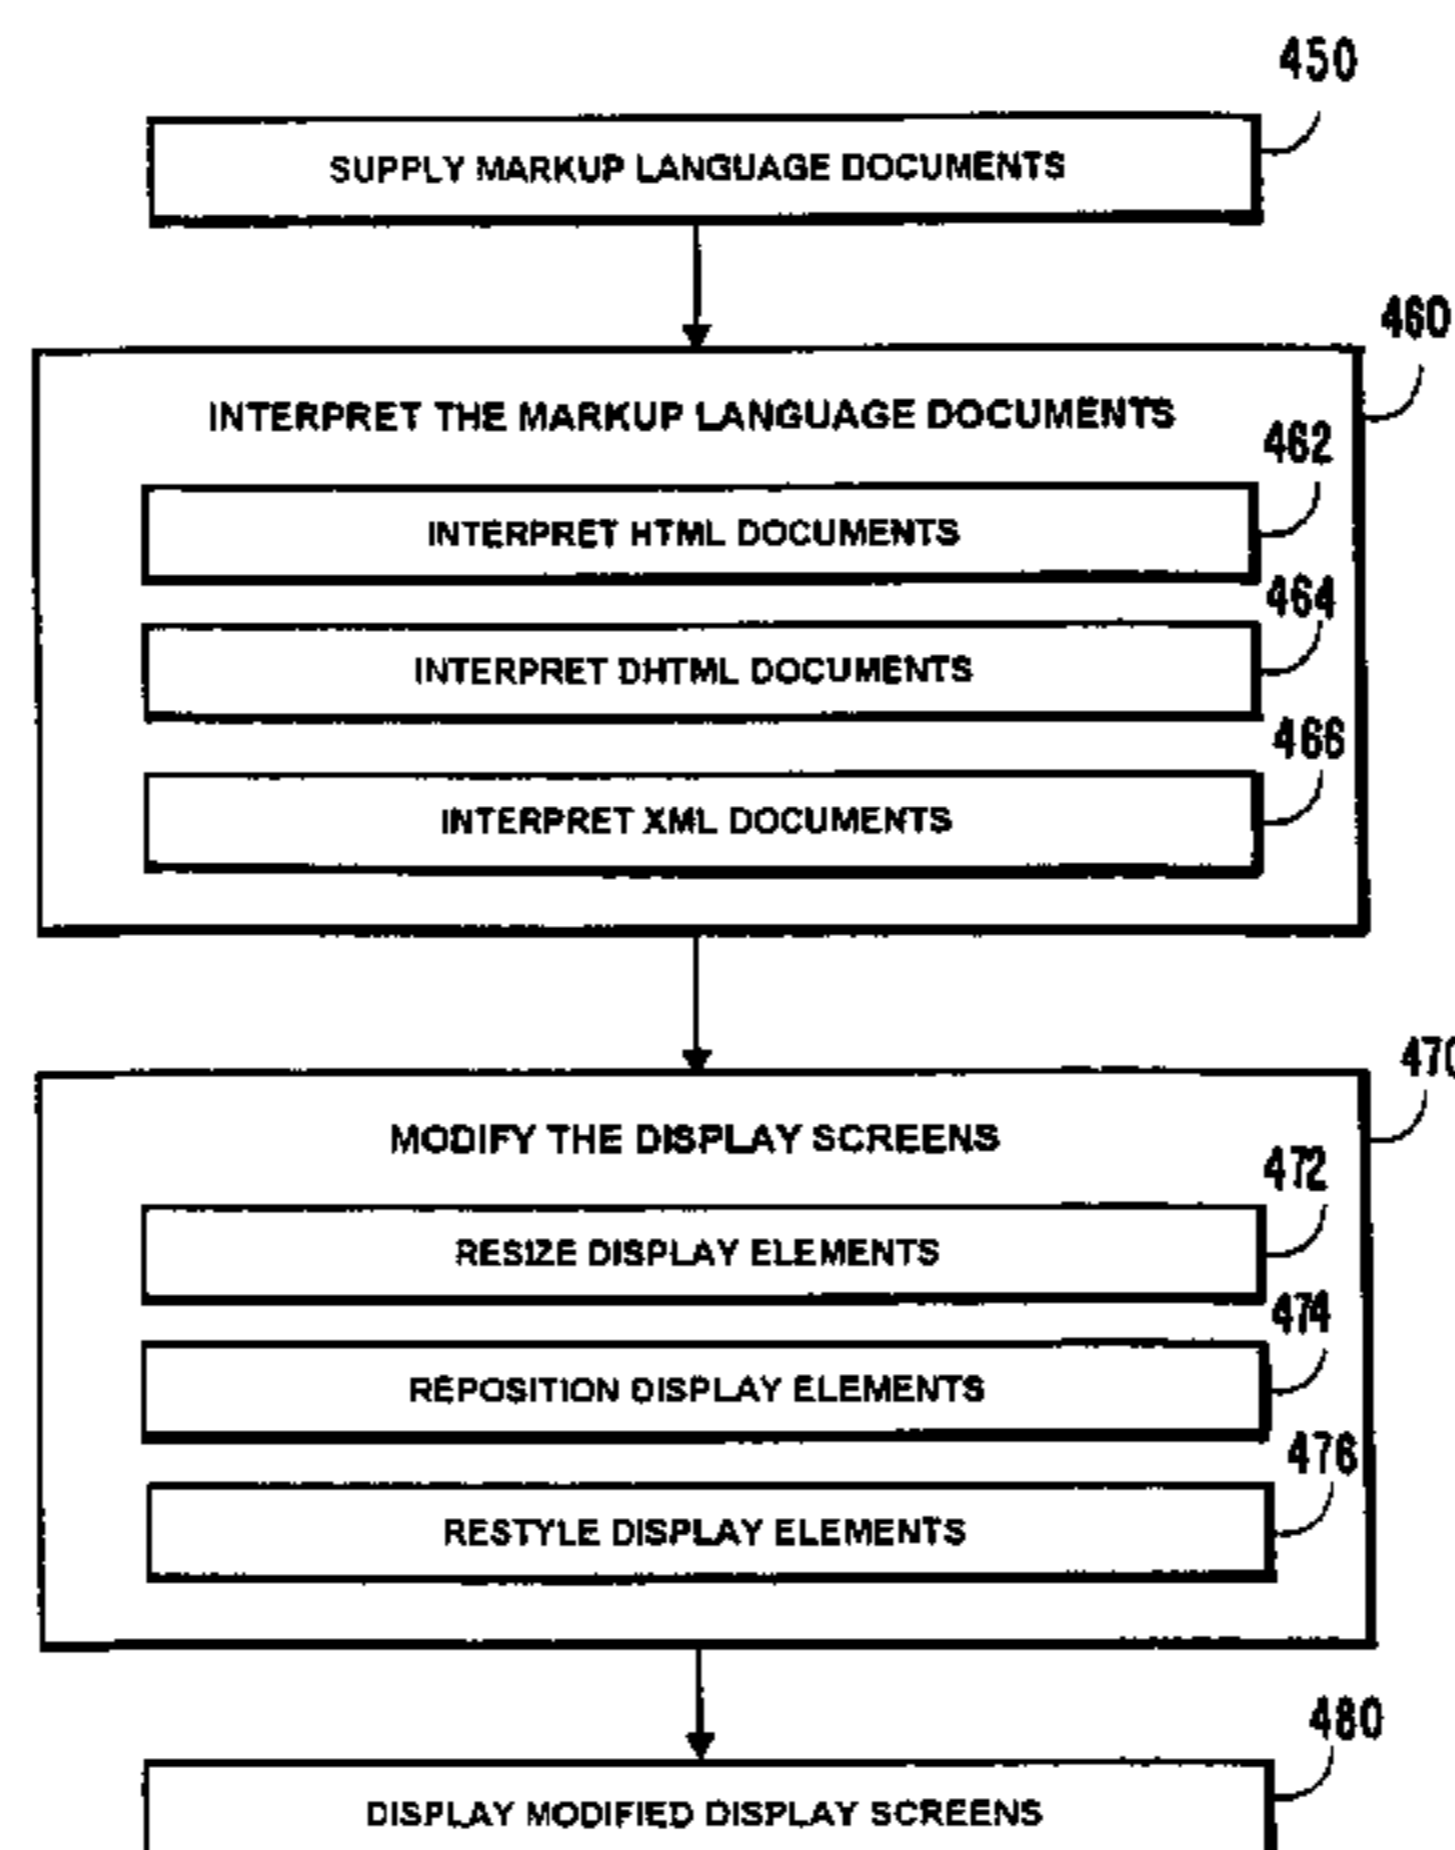 450
SUPPLY MARKUP LANGUAGE DOCUMENTS
460
INTERPRET THE MARKUP LANGUAGE DOCUMENTS
462
INTERPRET HTML DOCUMENTS
464
INTERPRET DHTML DOCUMENTS
466
INTERPRET XML DOCUMENTS
470
MODIFY THE DISPLAY SCREENS
472
RESIZE DISPLAY ELEMENTS
474
REPOSITION DISPLAY ELEMENTS
476
RESTYLE DISPLAY ELEMENTS
480
DISPLAY MODIFIED DISPLAY SCREENS